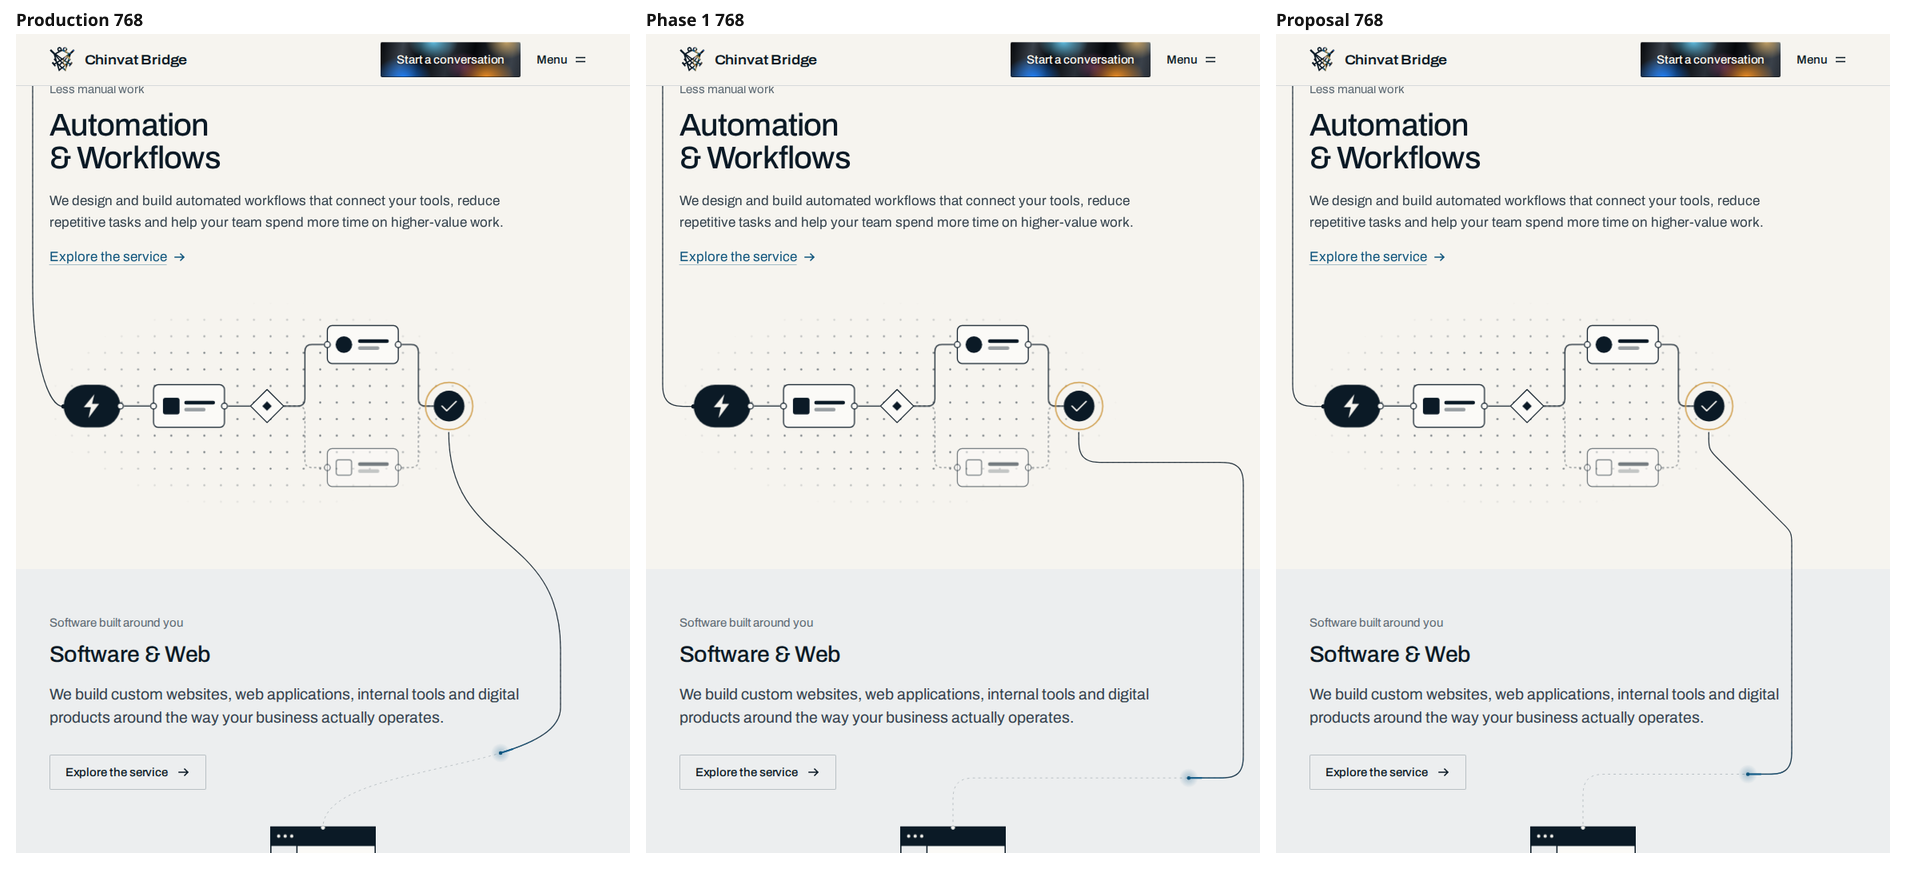 Production 768
Chinvat Bridge
Start a conversation
Menu
Less manual work
Automation
& Workflows
We design and build automated workflows that connect your tools, reduce
repetitive tasks and help your team spend more time on higher-value work.
Explore the service →
Software built around you
Software & Web
We build custom websites, web applications, internal tools and digital
products around the way your business actually operates.
Explore the service →
Phase 1 768
Chinvat Bridge
Start a conversation
Menu
Less manual work
Automation
& Workflows
We design and build automated workflows that connect your tools, reduce
repetitive tasks and help your team spend more time on higher-value work.
Explore the service →
Software built around you
Software & Web
We build custom websites, web applications, internal tools and digital
products around the way your business actually operates.
Explore the service →
Proposal 768
Chinvat Bridge
Start a conversation
Menu
Less manual work
Automation
& Workflows
We design and build automated workflows that connect your tools, reduce
repetitive tasks and help your team spend more time on higher-value work.
Explore the service →
Software built around you
Software & Web
We build custom websites, web applications, internal tools and digital
products around the way your business actually operates.
Explore the service →